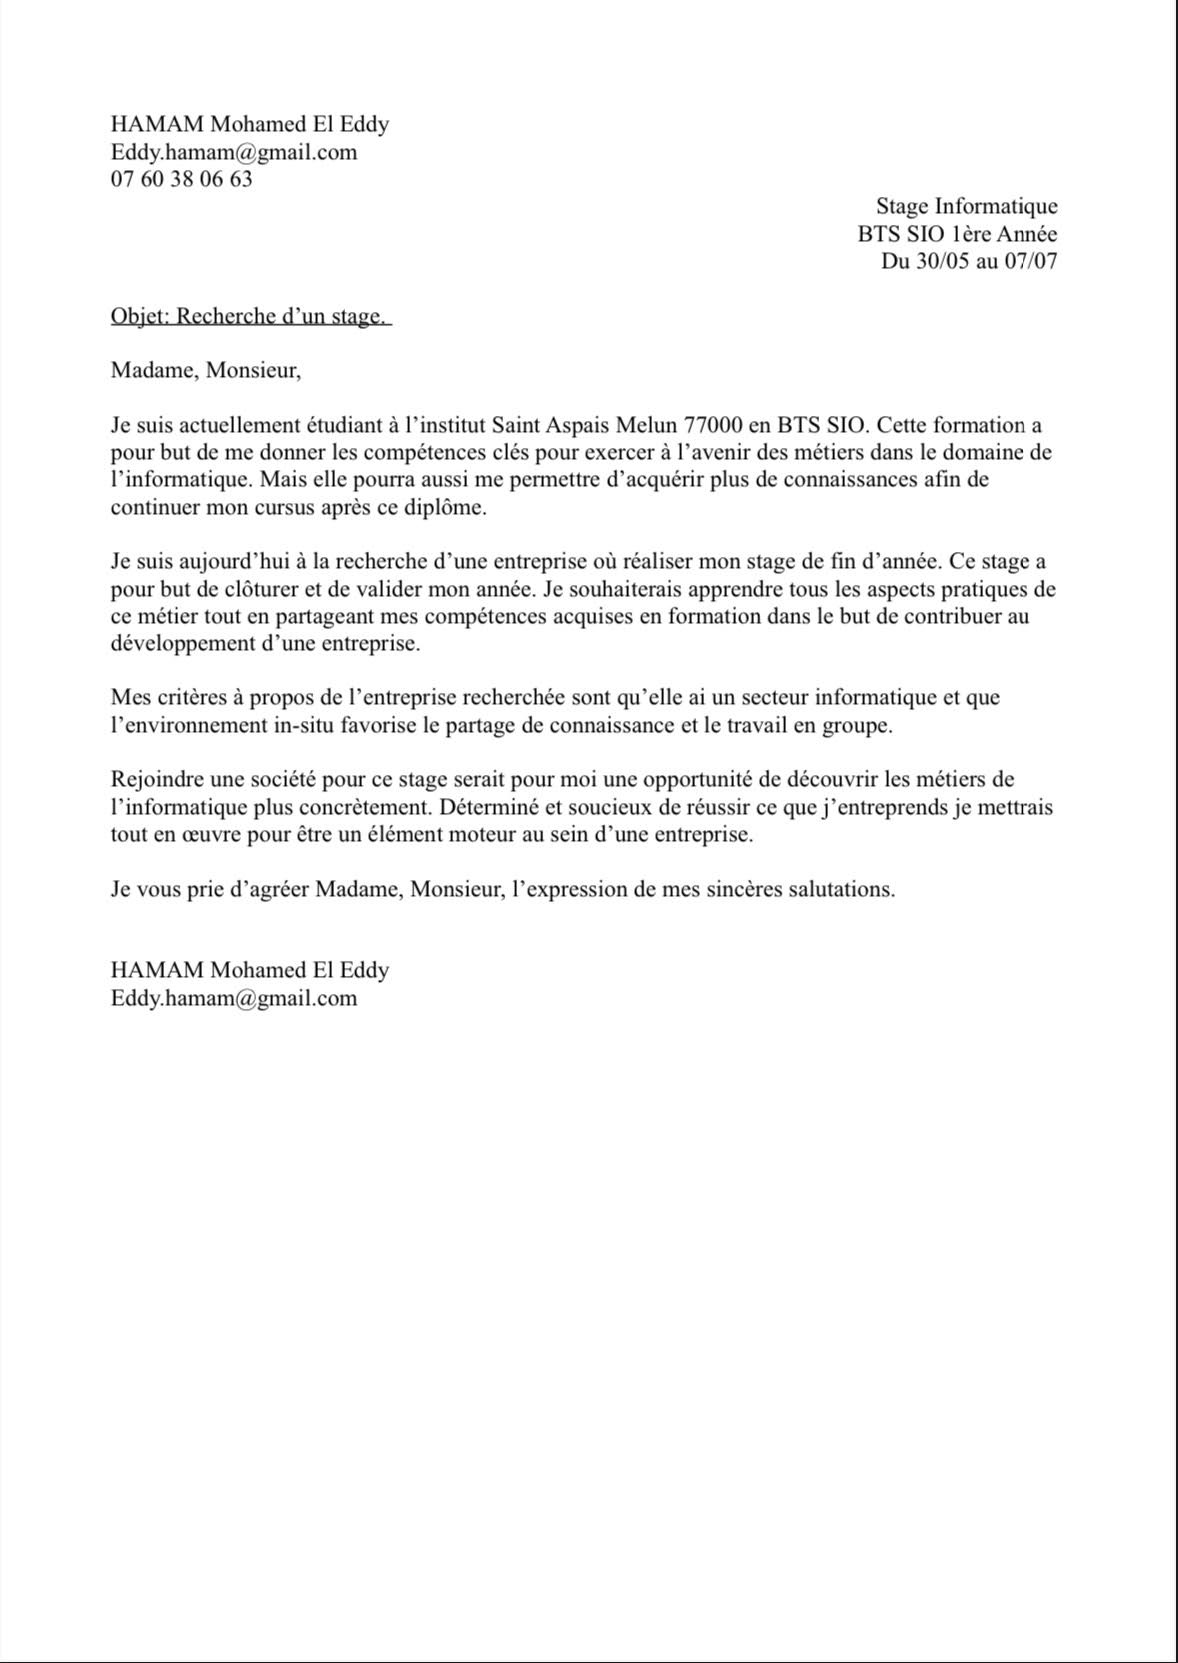 HAMAM Mohamed El Eddy
Eddy.hamam@gmail.com
07 60 38 06 63
Stage Informatique
BTS SIO 1ère Année
Du 30/05 au 07/07
Objet: Recherche d’un stage.
Madame, Monsieur,
Je suis actuellement étudiant à l’institut Saint Aspais Melun 77000 en BTS SIO. Cette formation a
pour but de me donner les compétences clés pour exercer à l’avenir des métiers dans le domaine de
l’informatique. Mais elle pourra aussi me permettre d’acquérir plus de connaissances afin de
continuer mon cursus après ce diplôme.
Je suis aujourd’hui à la recherche d’une entreprise où réaliser mon stage de fin d’année. Ce stage a
pour but de clôturer et de valider mon année. Je souhaiterais apprendre tous les aspects pratiques de
ce métier tout en partageant mes compétences acquises en formation dans le but de contribuer au
développement d’une entreprise.
Mes critères à propos de l’entreprise recherchée sont qu’elle ai un secteur informatique et que
l’environnement in-situ favorise le partage de connaissance et le travail en groupe.
Rejoindre une société pour ce stage serait pour moi une opportunité de découvrir les métiers de
l’informatique plus concrètement. Déterminé et soucieux de réussir ce que j’entreprends je mettrais
tout en œuvre pour être un élément moteur au sein d’une entreprise.
Je vous prie d’agréer Madame, Monsieur, l’expression de mes sincères salutations.
HAMAM Mohamed El Eddy
Eddy.hamam@gmail.com